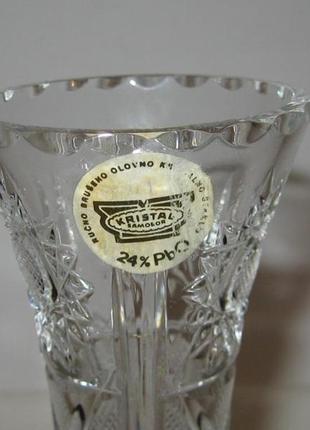 RUČNO BRUŠENO OLOVNO
KRISTAL
SAMOBOR
24% PbO